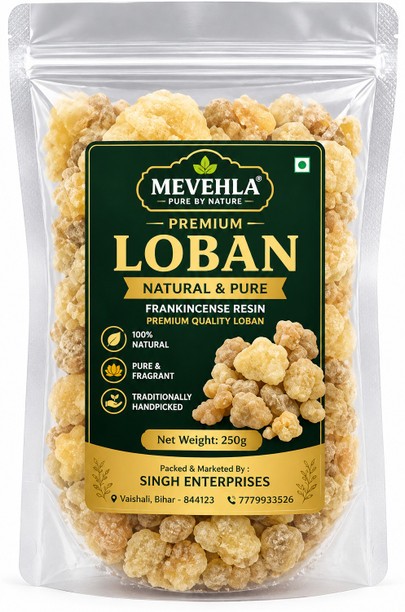 MEVEHLA®
PURE BY NATURE
PREMIUM
LOBAN
NATURAL & PURE
FRANKINCENSE RESIN
PREMIUM QUALITY LOBAN
100%
NATURAL
PURE &
FRAGRANT
TRADITIONALLY
HANDPICKED
Net Weight: 250g
Packed & Marketed By :
SINGH ENTERPRISES
Vaishali, Bihar - 844123 7779933526